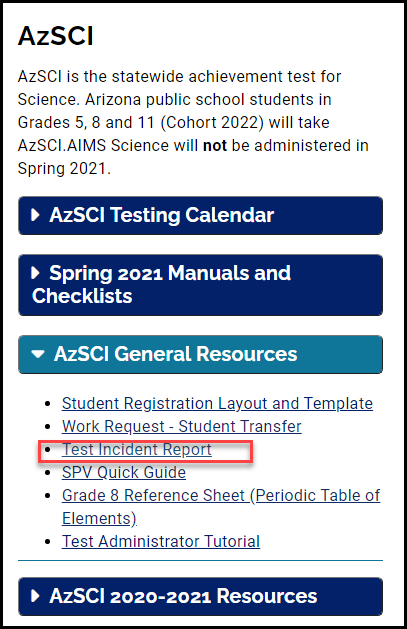 AzSCI
AzSCI is the statewide achievement test for
Science. Arizona public school students in
Grades 5, 8 and 11 (Cohort 2022) will take
AzSCI.AIMS Science will not be administered in
Spring 2021.
AzSCI Testing Calendar
Spring 2021 Manuals and
Checklists
AzSCI General Resources
Student Registration Layout and Template
Work Request - Student Transfer
Test Incident Report
SPV Quick Guide
Grade 8 Reference Sheet (Periodic Table of
Elements)
Test Administrator Tutorial
AzSCI 2020-2021 Resources